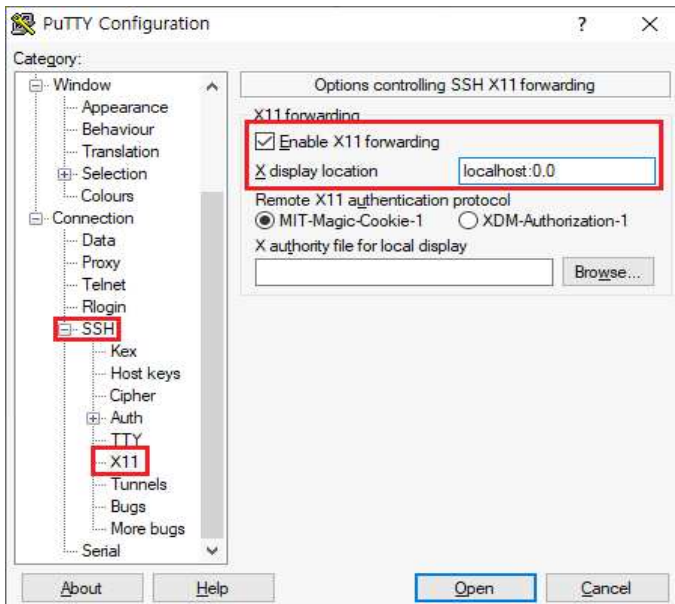 PuTTY Configuration
Category:
Window
Appearance
Behaviour
Translation
Selection
Colours
Connection
Data
Proxy
Telnet
Rlogin
SSH
Kex
Host keys
Cipher
Auth
TTY
X11
Tunnels
Bugs
More bugs
Serial
Options controlling SSH X11 forwarding
X11 forwarding
Enable X11 forwarding
X display location localhost:0.0
Remote X11 authentication protocol
MIT-Magic-Cookie-1 XDM-Authorization-1
X authority file for local display
Browse...
About Help Open Cancel